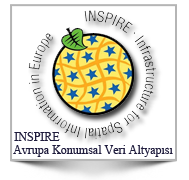 INSPIRE · Infrastructure for Spatial Information in Europe
INSPIRE
Avrupa Konumsal Veri Altyapısı